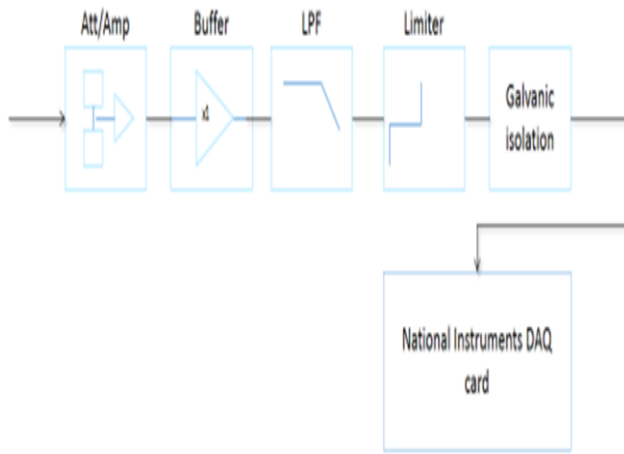 Att/Amp
Buffer
LPF
Limiter
x1
Galvanic
isolation
National Instruments DAQ
card